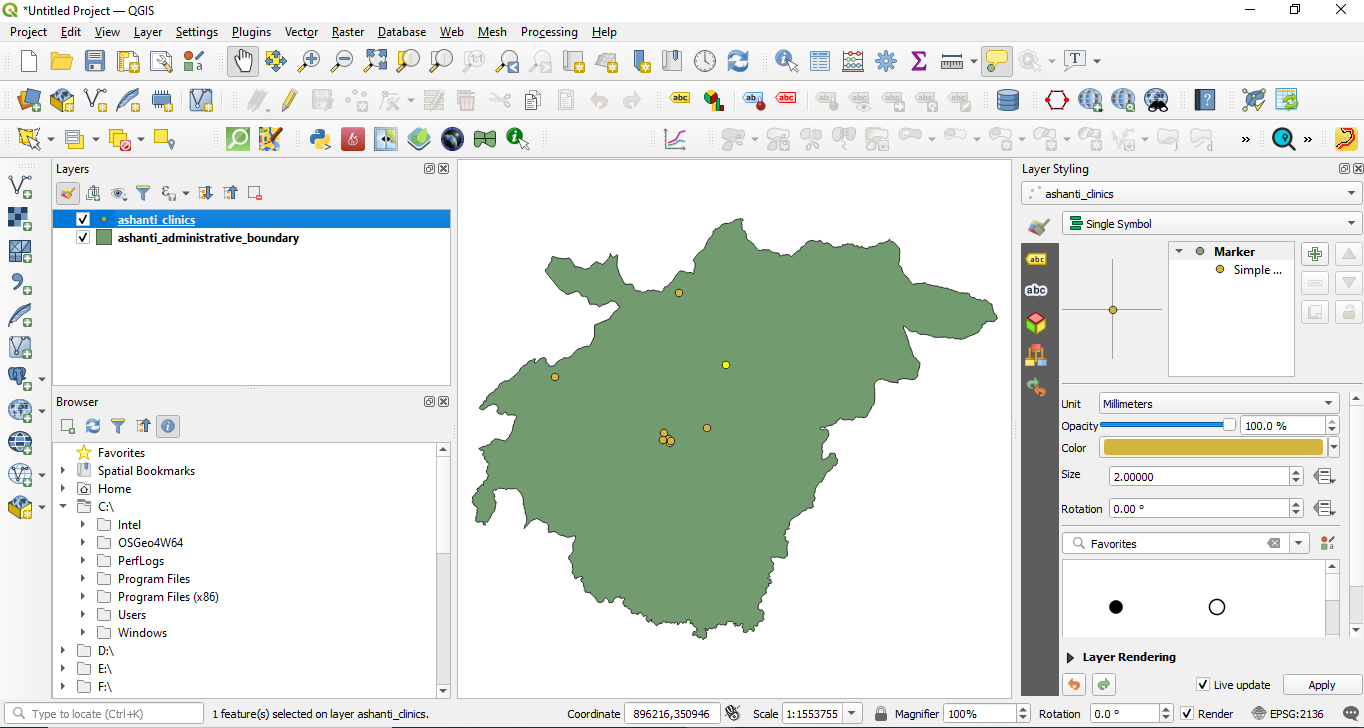 *Untitled Project — QGIS
Project Edit View Layer Settings Plugins Vector Raster Database Web Mesh Processing Help
Layers
ashanti_clinics
ashanti_administrative_boundary
Browser
Favorites
Spatial Bookmarks
Home
C:\
Intel
OSGeo4W64
PerfLogs
Program Files
Program Files (x86)
Users
Windows
D:\
E:\
F:\
Layer Styling
ashanti_clinics
Single Symbol
abc
abc
Marker
Simple ...
Unit Millimeters
Opacity 100.0 %
Color
Size 2.00000
Rotation 0.00 °
Favorites
Layer Rendering
Live update Apply
Type to locate (Ctrl+K) 1 feature(s) selected on layer ashanti_clinics. Coordinate 896216,350946 Scale 1:1553755 Magnifier 100% Rotation 0.0 ° Render EPSG:2136